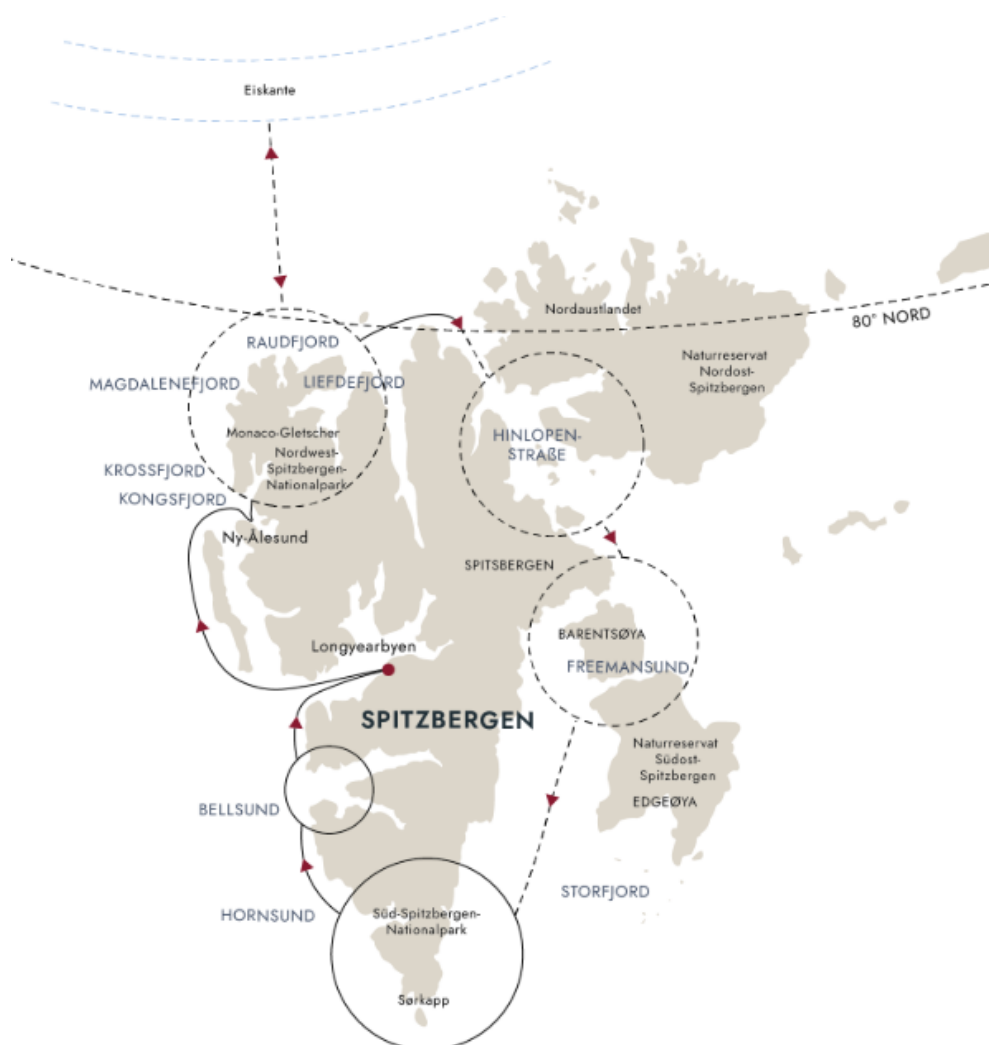 Eiskante
Nordaustlandet
80° NORD
RAUDFJORD
Naturreservat
Nordost-
Spitzbergen
MAGDALENEFJORD
LIEFDEFJORD
Monaco-Gletscher
Nordwest-
Spitzbergen-
Nationalpark
HINLOPEN-
STRAßE
KROSSFJORD
KONGSFJORD
Ny-Ålesund
SPITSBERGEN
BARENTSØYA
Longyearbyen
FREEMANSUND
SPITZBERGEN
Naturreservat
Südost-
Spitzbergen
EDGEØYA
BELLSUND
STORFJORD
HORNSUND
Süd-Spitzbergen-
Nationalpark
Sørkapp